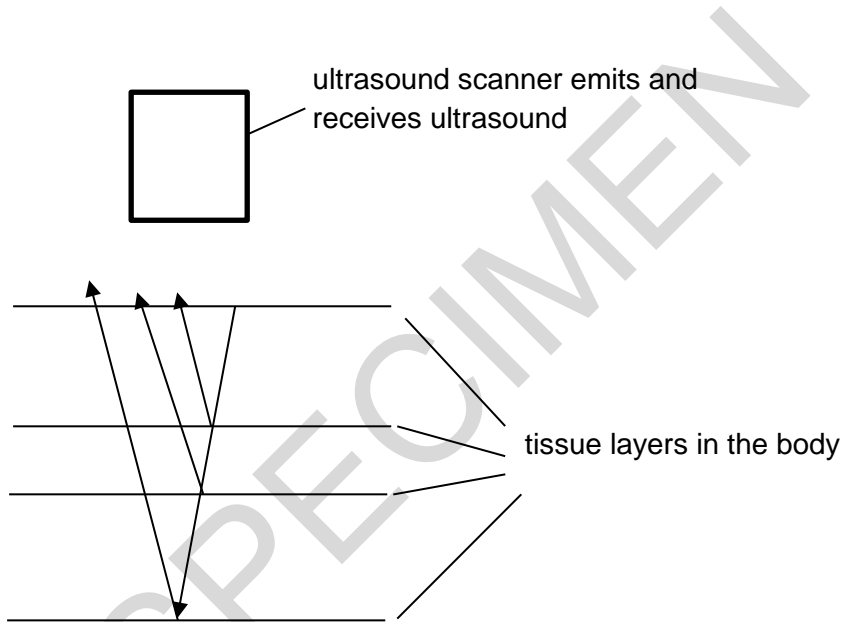 ultrasound scanner emits and
receives ultrasound
tissue layers in the body
SPECIMEN